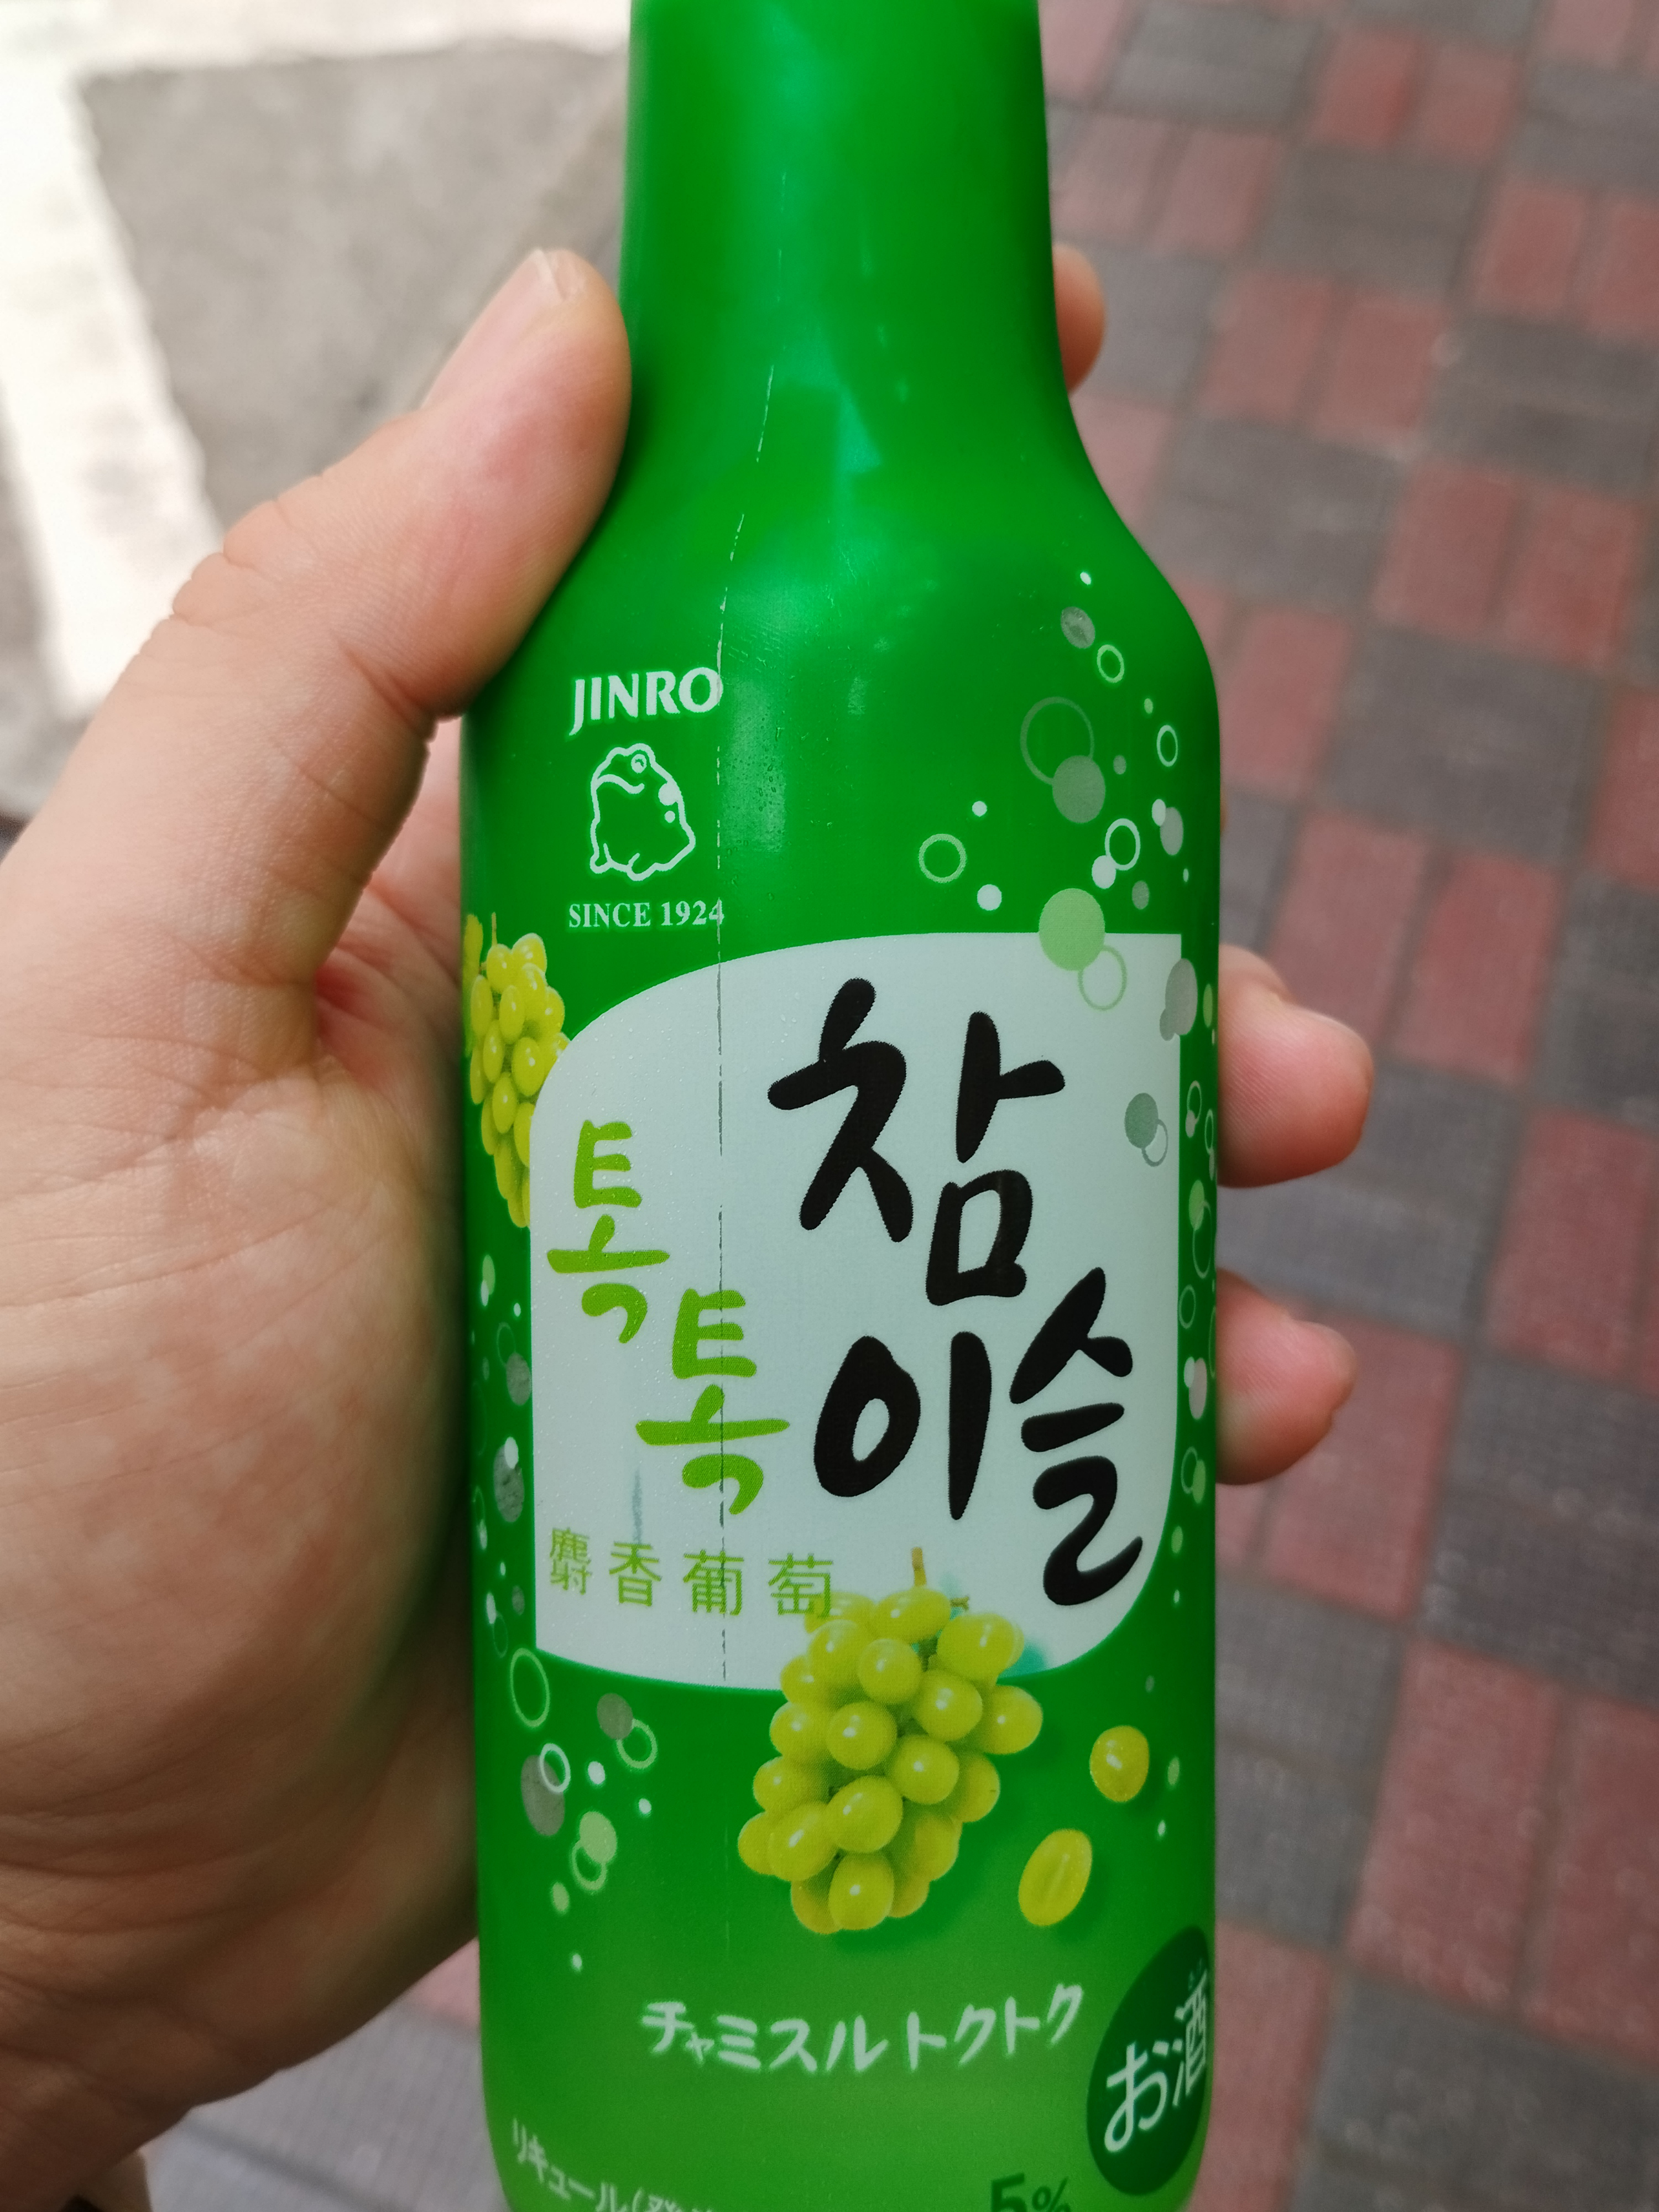 JINRO
SINCE 1924
참
이슬
톡
톡
麝香葡萄
チャミスルトクトク
お酒
リキュール(発
5%